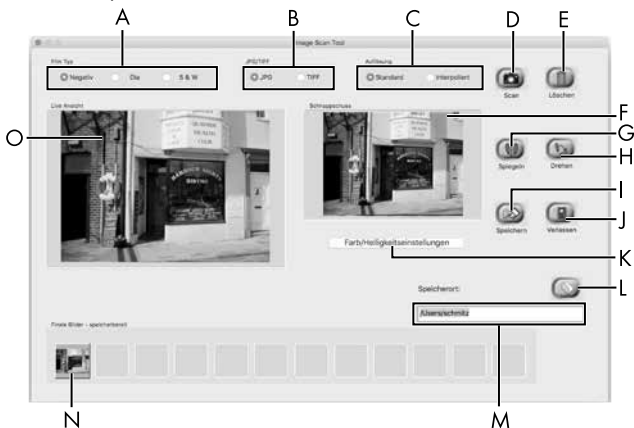 A
B
C
D
E
Image Scan Tool
Film Typ
JPG/TIFF
Auflösung
Negativ Dia S & W
JPG TIFF
Standard Interpoliert
Scan
Löschen
Live Ansicht
Schnappschuss
F
O
G
Spiegeln
Drehen
H
I
Speichern
Verlassen
J
Farb/Helligkeitseinstellungen
K
Speicherort:
L
/Users/schmitz
Finale Bilder - speicherbereit
N
M